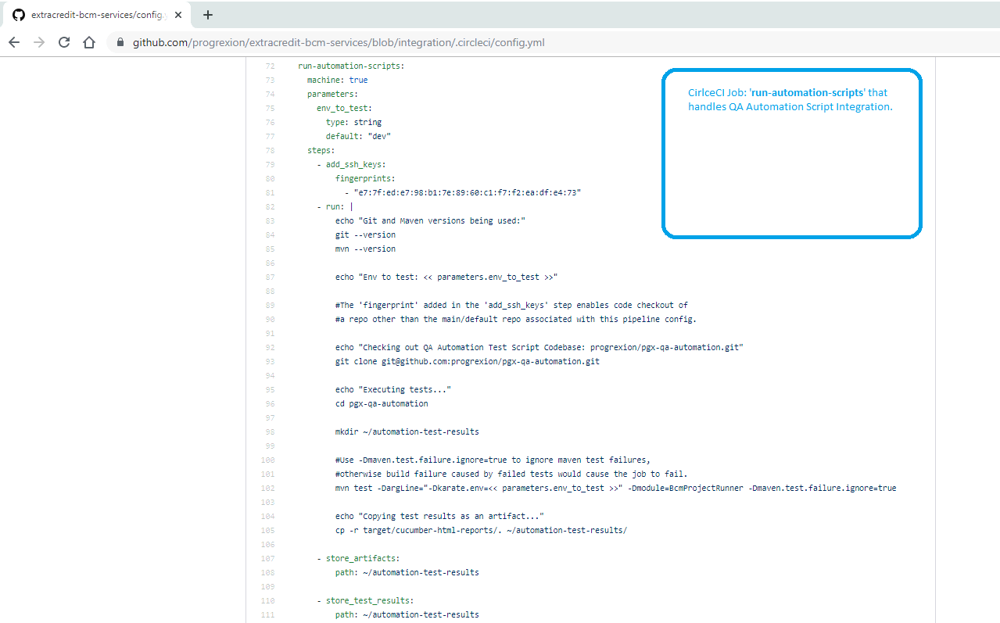 extracredit-bcm-services/config.y
github.com/progrexion/extracredit-bcm-services/blob/integration/.circleci/config.yml
72 run-automation-scripts:
73 machine: true
74 parameters:
75 env_to_test:
76 type: string
77 default: "dev"
78 steps:
79 - add_ssh_keys:
80 fingerprints:
81 - "e7:7f:ed:e7:98:b1:7e:89:60:c1:f7:f2:ea:df:e4:73"
82 - run: |
83 echo "Git and Maven versions being used:"
84 git --version
85 mvn --version
86
87 echo "Env to test: << parameters.env_to_test >>"
88
89 #The 'fingerprint' added in the 'add_ssh_keys' step enables code checkout of
90 #a repo other than the main/default repo associated with this pipeline config.
91
92 echo "Checking out QA Automation Test Script Codebase: progrexion/pgx-qa-automation.git"
93 git clone git@github.com:progrexion/pgx-qa-automation.git
94
95 echo "Executing tests..."
96 cd pgx-qa-automation
97
98 mkdir ~/automation-test-results
99
100 #Use -Dmaven.test.failure.ignore=true to ignore maven test failures,
101 #otherwise build failure caused by failed tests would cause the job to fail.
102 mvn test -DargLine="-Dkarate.env=<< parameters.env_to_test >>" -Dmodule=BcmProjectRunner -Dmaven.test.failure.ignore=true
103
104 echo "Copying test results as an artifact..."
105 cp -r target/cucumber-html-reports/. ~/automation-test-results/
106
107 - store_artifacts:
108 path: ~/automation-test-results
109
110 - store_test_results:
111 path: ~/automation-test-results
CirlceCI Job: 'run-automation-scripts' that
handles QA Automation Script Integration.